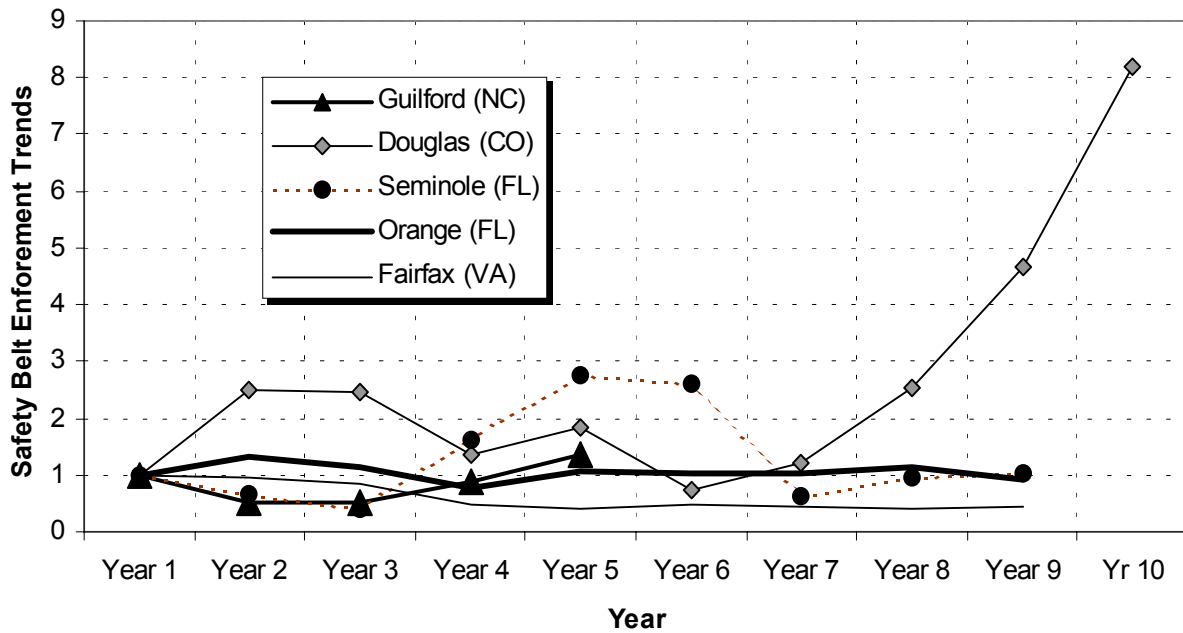 9
8
7
6
5
4
3
2
1
0
Safety Belt Enforement Trends
Guilford (NC)
Douglas (CO)
Seminole (FL)
Orange (FL)
Fairfax (VA)
Year 1 Year 2 Year 3 Year 4 Year 5 Year 6 Year 7 Year 8 Year 9 Yr 10
Year